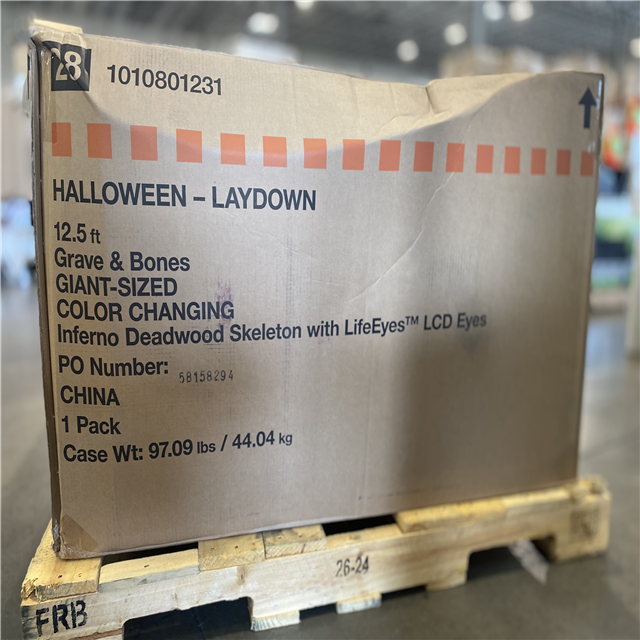 28 1010801231
HALLOWEEN – LAYDOWN
12.5 ft
Grave & Bones
GIANT-SIZED
COLOR CHANGING
Inferno Deadwood Skeleton with LifeEyes™ LCD Eyes
PO Number: 58158294
CHINA
1 Pack
Case Wt: 97.09 lbs / 44.04 kg
26-24
FRB